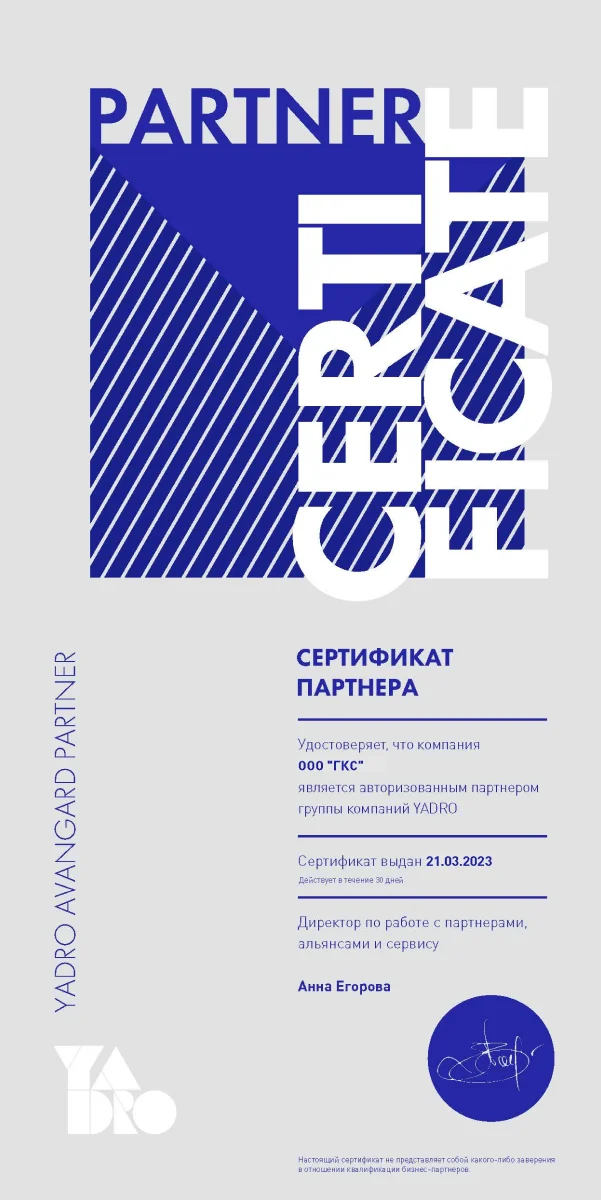 PARTNER
CERTI
FICATE
YADRO AVANGARD PARTNER
СЕРТИФИКАТ
ПАРТНЕРА
Удостоверяет, что компания
ООО "ГКС"
является авторизованным партнером
группы компаний YADRO
Сертификат выдан 21.03.2023
Действует в течение 30 дней
Директор по работе с партнерами,
альянсами и сервису
Анна Егорова
YA
DRO
Настоящий сертификат не представляет собой какого-либо заверения
в отношении квалификации бизнес-партнеров.